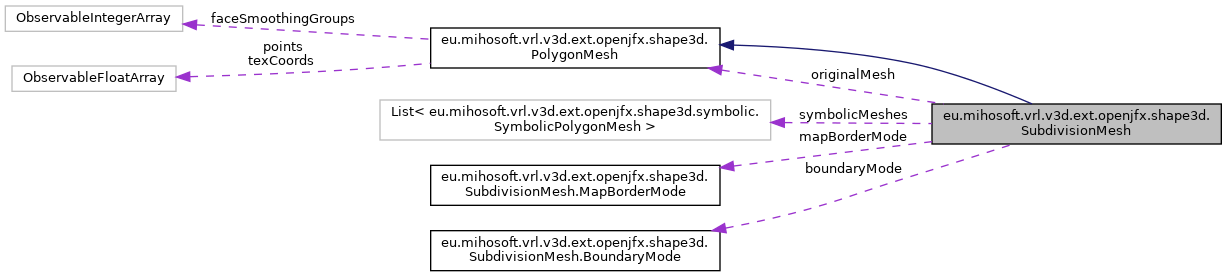 ObservableIntegerArray
faceSmoothingGroups
eu.mihosoft.vrl.v3d.ext.openjfx.shape3d.
PolygonMesh
points
texCoords
ObservableFloatArray
originalMesh
List< eu.mihosoft.vrl.v3d.ext.openjfx.shape3d.symbolic.
SymbolicPolygonMesh >
symbolicMeshes
eu.mihosoft.vrl.v3d.ext.openjfx.shape3d.
SubdivisionMesh
mapBorderMode
eu.mihosoft.vrl.v3d.ext.openjfx.shape3d.
SubdivisionMesh.MapBorderMode
boundaryMode
eu.mihosoft.vrl.v3d.ext.openjfx.shape3d.
SubdivisionMesh.BoundaryMode